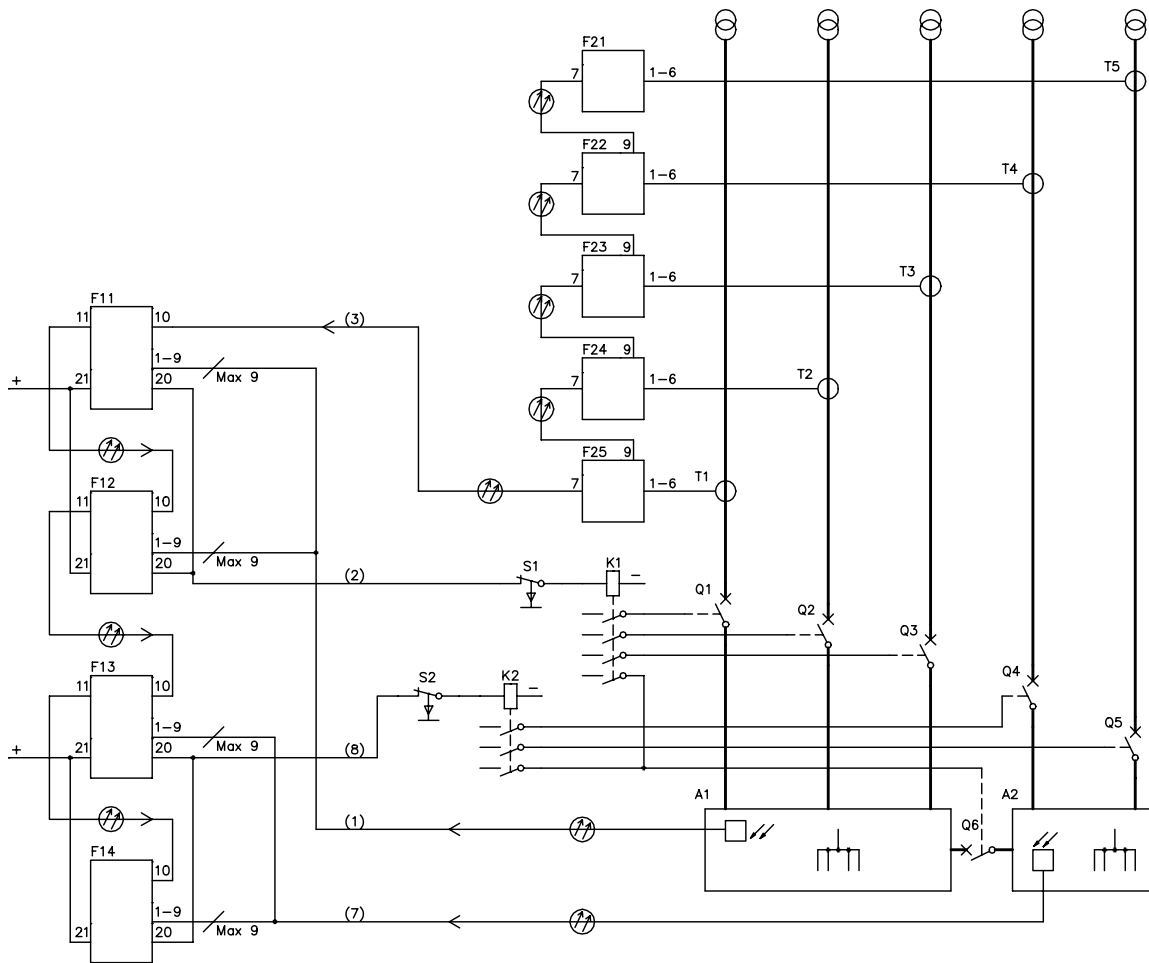 F21
7
1-6
T5
F22
9
7
1-6
T4
F23
9
7
1-6
T3
F24
9
7
1-6
T2
F25
9
7
1-6
T1
F11
11
10
(3)
1-9
Max 9
+
21
20
F12
11
10
1-9
Max 9
21
20
(2)
S1
K1
–
Q1
Q2
Q3
F13
11
10
S2
K2
–
Q4
Q5
1-9
Max 9
+
21
20
(8)
A1
A2
Q6
(1)
F14
10
1-9
Max 9
(7)
21
20